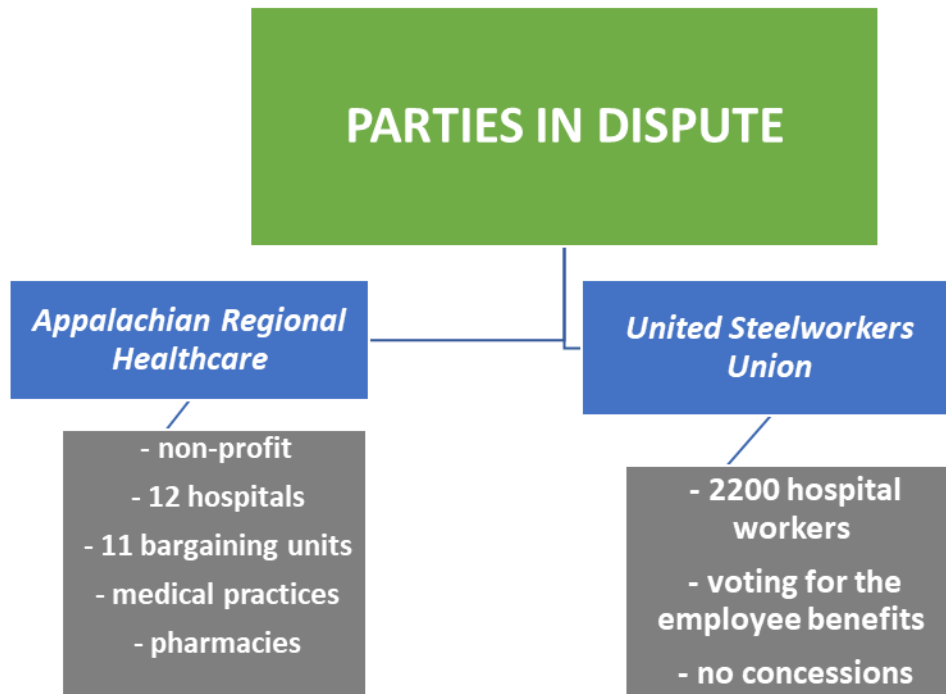 PARTIES IN DISPUTE
Appalachian Regional
Healthcare
- non-profit
- 12 hospitals
- 11 bargaining units
- medical practices
- pharmacies
United Steelworkers
Union
- 2200 hospital
workers
- voting for the
employee benefits
- no concessions